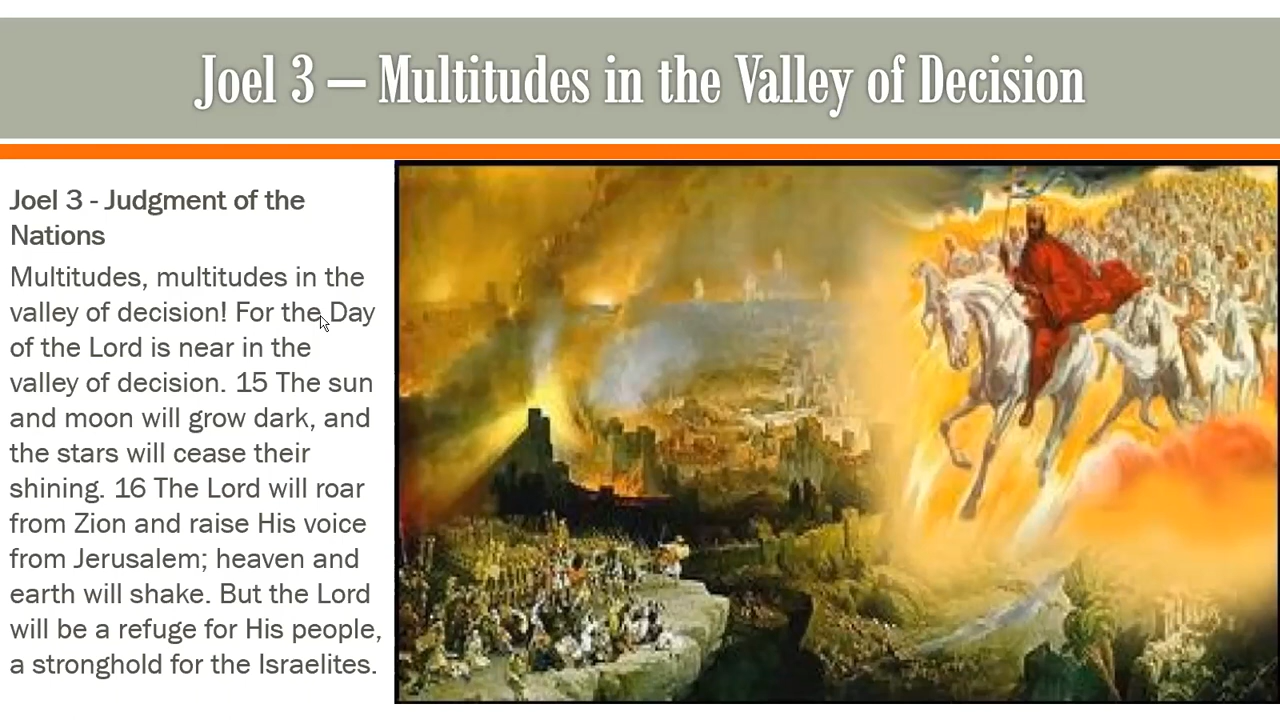 Joel 3 – Multitudes in the Valley of Decision
Joel 3 - Judgment of the
Nations
Multitudes, multitudes in the
valley of decision! For the Day
of the Lord is near in the
valley of decision. 15 The sun
and moon will grow dark, and
the stars will cease their
shining. 16 The Lord will roar
from Zion and raise His voice
from Jerusalem; heaven and
earth will shake. But the Lord
will be a refuge for His people,
a stronghold for the Israelites.